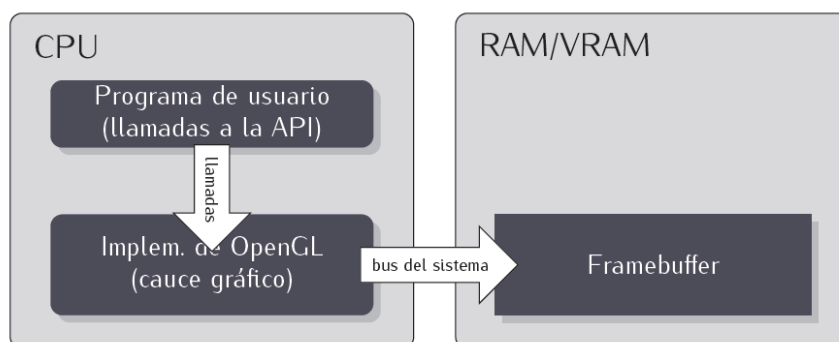 CPU
Programa de usuario
(llamadas a la API)
llamadas
Implem. de OpenGL
(cauce gráfico)
bus del sistema
RAM/VRAM
Framebuffer